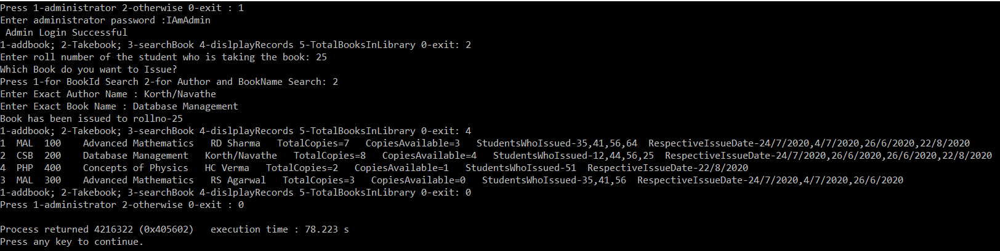 Press 1-administrator 2-otherwise 0-exit : 1
Enter administrator password :IAmAdmin
 Admin Login Successful
1-addbook; 2-Takebook; 3-searchBook 4-dislplayRecords 5-TotalBooksInLibrary 0-exit: 2
Enter roll number of the student who is taking the book: 25
Which Book do you want to Issue?
Press 1-for BookId Search 2-for Author and BookName Search: 2
Enter Exact Author Name : Korth/Navathe
Enter Exact Book Name : Database Management
Book has been issued to rollno-25
1-addbook; 2-Takebook; 3-searchBook 4-dislplayRecords 5-TotalBooksInLibrary 0-exit: 4
1  MAL  100    Advanced Mathematics   RD Sharma   TotalCopies=7   CopiesAvailable=3   StudentsWhoIssued-35,41,56,64  RespectiveIssueDate-24/7/2020,4/7/2020,26/6/2020,22/8/2020
2  CSB  200    Database Management   Korth/Navathe   TotalCopies=8   CopiesAvailable=4   StudentsWhoIssued-12,44,56,25  RespectiveIssueDate-24/7/2020,26/6/2020,26/6/2020,22/8/2020
4  PHP  400    Concepts of Physics   HC Verma   TotalCopies=2   CopiesAvailable=1   StudentsWhoIssued-51  RespectiveIssueDate-22/8/2020
3  MAL  300    Advanced Mathematics   RS Agarwal   TotalCopies=3   CopiesAvailable=0   StudentsWhoIssued-35,41,56  RespectiveIssueDate-24/7/2020,4/7/2020,26/6/2020
1-addbook; 2-Takebook; 3-searchBook 4-dislplayRecords 5-TotalBooksInLibrary 0-exit: 0
Press 1-administrator 2-otherwise 0-exit : 0

Process returned 4216322 (0x405602)   execution time : 78.223 s
Press any key to continue.